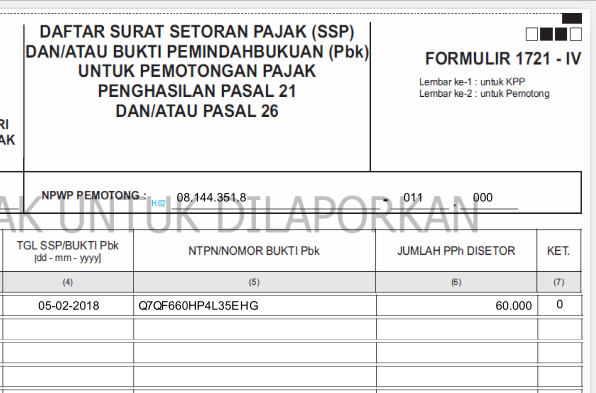 DAFTAR SURAT SETORAN PAJAK (SSP)
DAN/ATAU BUKTI PEMINDAHBUKUAN (Pbk)
UNTUK PEMOTONGAN PAJAK
PENGHASILAN PASAL 21
DAN/ATAU PASAL 26
FORMULIR 1721 - IV
Lembar ke-1 : untuk KPP
Lembar ke-2 : untuk Pemotong
RI
AK
NPWP PEMOTONG : H.02 08.144.351.8 - 011 . 000
AK UNTUK DILAPORKAN
TGL SSP/BUKTI Pbk NTPN/NOMOR BUKTI Pbk JUMLAH PPh DISETOR KET.
[dd - mm - yyyy]
(4) (5) (6) (7)
05-02-2018 Q7QF660HP4L35EHG 60.000 0